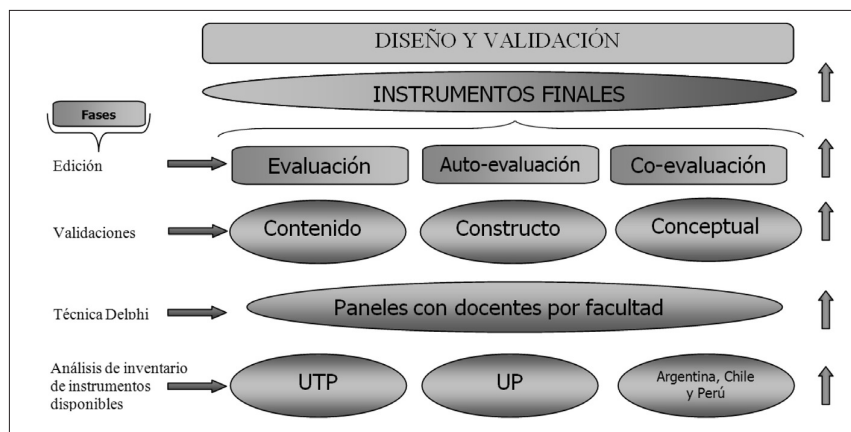 DISEÑO Y VALIDACIÓN
INSTRUMENTOS FINALES
Fases
Edición
Evaluación
Auto-evaluación
Co-evaluación
Validaciones
Contenido
Constructo
Conceptual
Técnica Delphi
Paneles con docentes por facultad
Análisis de inventario
de instrumentos
disponibles
UTP
UP
Argentina, Chile
y Perú